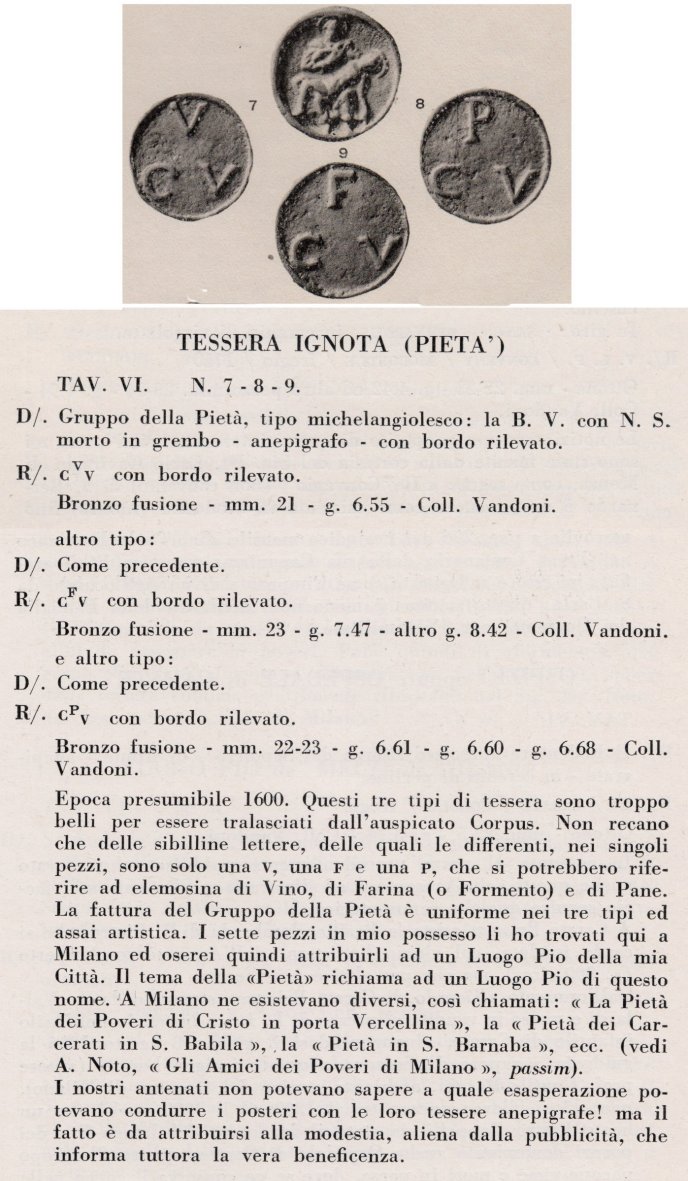 7
8
9
V
C V
P
C V
F
C V
TESSERA IGNOTA (PIETA')
TAV. VI. N. 7 - 8 - 9.
D/. Gruppo della Pietà, tipo michelangiolesco: la B. V. con N. S.
morto in grembo - anepigrafo - con bordo rilevato.
R/. CVV con bordo rilevato.
Bronzo fusione - mm. 21 - g. 6.55 - Coll. Vandoni.
altro tipo:
D/. Come precedente.
R/. CFV con bordo rilevato.
Bronzo fusione - mm. 23 - g. 7.47 - altro g. 8.42 - Coll. Vandoni.
e altro tipo:
D/. Come precedente.
R/. CPV con bordo rilevato.
Bronzo fusione - mm. 22-23 - g. 6.61 - g. 6.60 - g. 6.68 - Coll.
Vandoni.
Epoca presumibile 1600. Questi tre tipi di tessera sono troppo
belli per essere tralasciati dall'auspicato Corpus. Non recano
che delle sibilline lettere, delle quali le differenti, nei singoli
pezzi, sono solo una V, una F e una P, che si potrebbero rife-
rire ad elemosina di Vino, di Farina (o Formento) e di Pane.
La fattura del Gruppo della Pietà è uniforme nei tre tipi ed
assai artistica. I sette pezzi in mio possesso li ho trovati qui a
Milano ed oserei quindi attribuirli ad un Luogo Pio della mia
Città. Il tema della «Pietà» richiama ad un Luogo Pio di questo
nome. A Milano ne esistevano diversi, così chiamati: « La Pietà
dei Poveri di Cristo in porta Vercellina », la « Pietà dei Car-
cerati in S. Babila », la « Pietà in S. Barnaba », ecc. (vedi
A. Noto, « Gli Amici dei Poveri di Milano », passim).
I nostri antenati non potevano sapere a quale esasperazione po-
tevano condurre i posteri con le loro tessere anepigrafe! ma il
fatto è da attribuirsi alla modestia, aliena dalla pubblicità, che
informa tuttora la vera beneficenza.